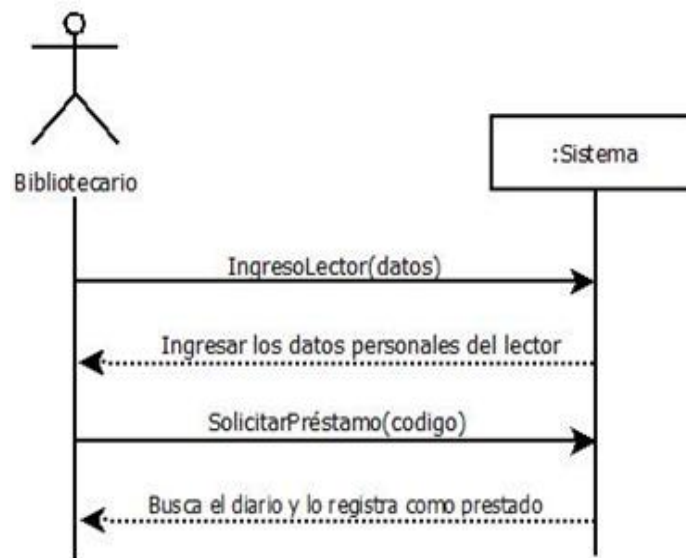 :Sistema
Bibliotecario
IngresoLector(datos)
Ingresar los datos personales del lector
SolicitarPréstamo(codigo)
Busca el diario y lo registra como prestado